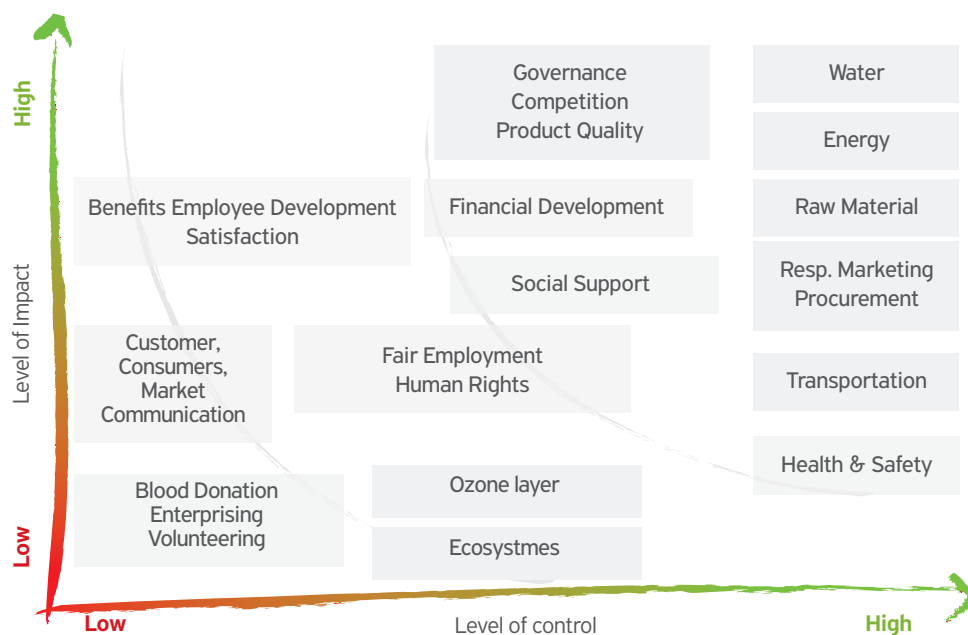 High
Level of Impact
Low
Governance
Competition
Product Quality
Water
Energy
Benefits Employee Development
Satisfaction
Financial Development
Raw Material
Social Support
Resp. Marketing
Procurement
Customer,
Consumers,
Market
Communication
Fair Employment
Human Rights
Transportation
Health & Safety
Blood Donation
Enterprising
Volunteering
Ozone layer
Ecosystmes
Low
Level of control
High